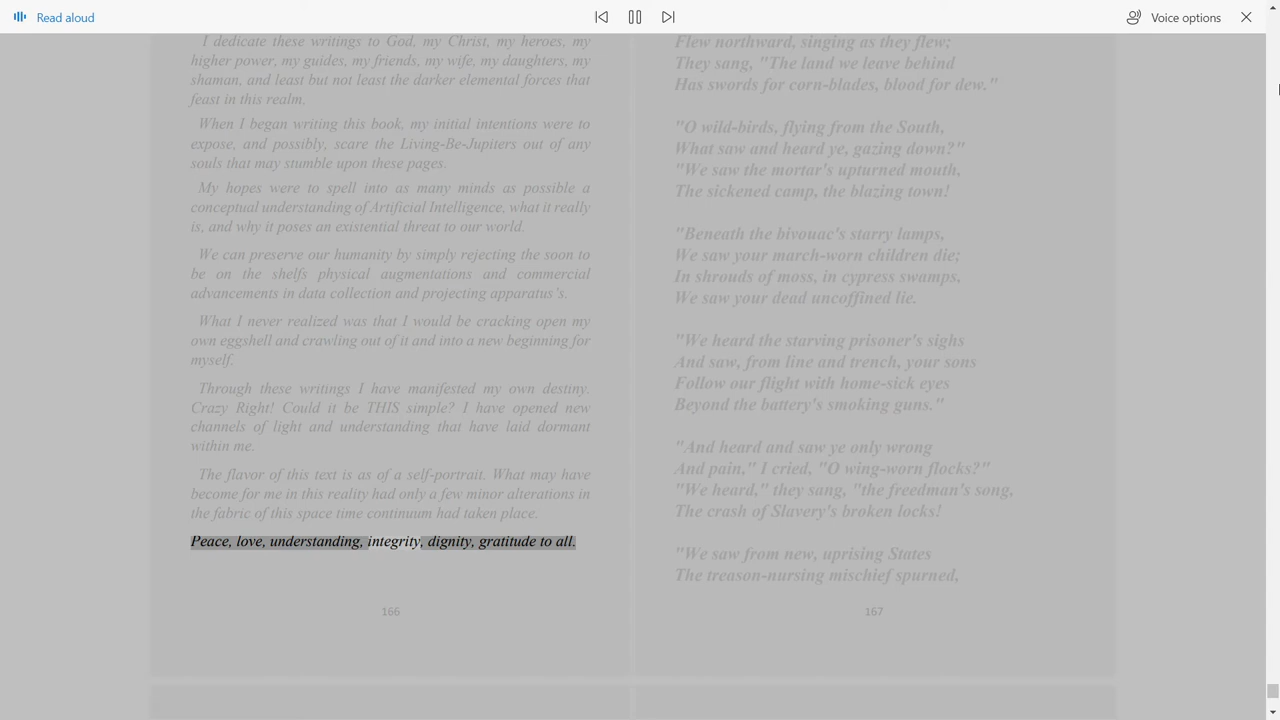 Read aloud
Voice options
I dedicate these writings to God, my Christ, my heroes, my
higher power, my guides, my friends, my wife, my daughters, my
shaman, and least but not least the darker elemental forces that
feast in this realm.
When I began writing this book, my initial intentions were to
expose, and possibly, scare the Living-Be-Jupiters out of any
souls that may stumble upon these pages.
My hopes were to spell into as many minds as possible a
conceptual understanding of Artificial Intelligence, what it really
is, and why it poses an existential threat to our world.
We can preserve our humanity by simply rejecting the soon to
be on the shelfs physical augmentations and commercial
advancements in data collection and projecting apparatus's.
What I never realized was that I would be cracking open my
own eggshell and crawling out of it and into a new beginning for
myself.
Through these writings I have manifested my own destiny.
Crazy Right! Could it be THIS simple? I have opened new
channels of light and understanding that have laid dormant
within me.
The flavor of this text is as of a self-portrait. What may have
become for me in this reality had only a few minor alterations in
the fabric of this space time continuum had taken place.
Peace, love, understanding, integrity, dignity, gratitude to all.
166
Flew northward, singing as they flew;
They sang, "The land we leave behind
Has swords for corn-blades, blood for dew."
"O wild-birds, flying from the South,
What saw and heard ye, gazing down?"
"We saw the mortar's upturned mouth,
The sickened camp, the blazing town!
"Beneath the bivouac's starry lamps,
We saw your march-worn children die;
In shrouds of moss, in cypress swamps,
We saw your dead uncoffined lie.
"We heard the starving prisoner's sighs
And saw, from line and trench, your sons
Follow our flight with home-sick eyes
Beyond the battery's smoking guns."
"And heard and saw ye only wrong
And pain," I cried, "O wing-worn flocks?"
"We heard," they sang, "the freedman's song,
The crash of Slavery's broken locks!
"We saw from new, uprising States
The treason-nursing mischief spurned,
167